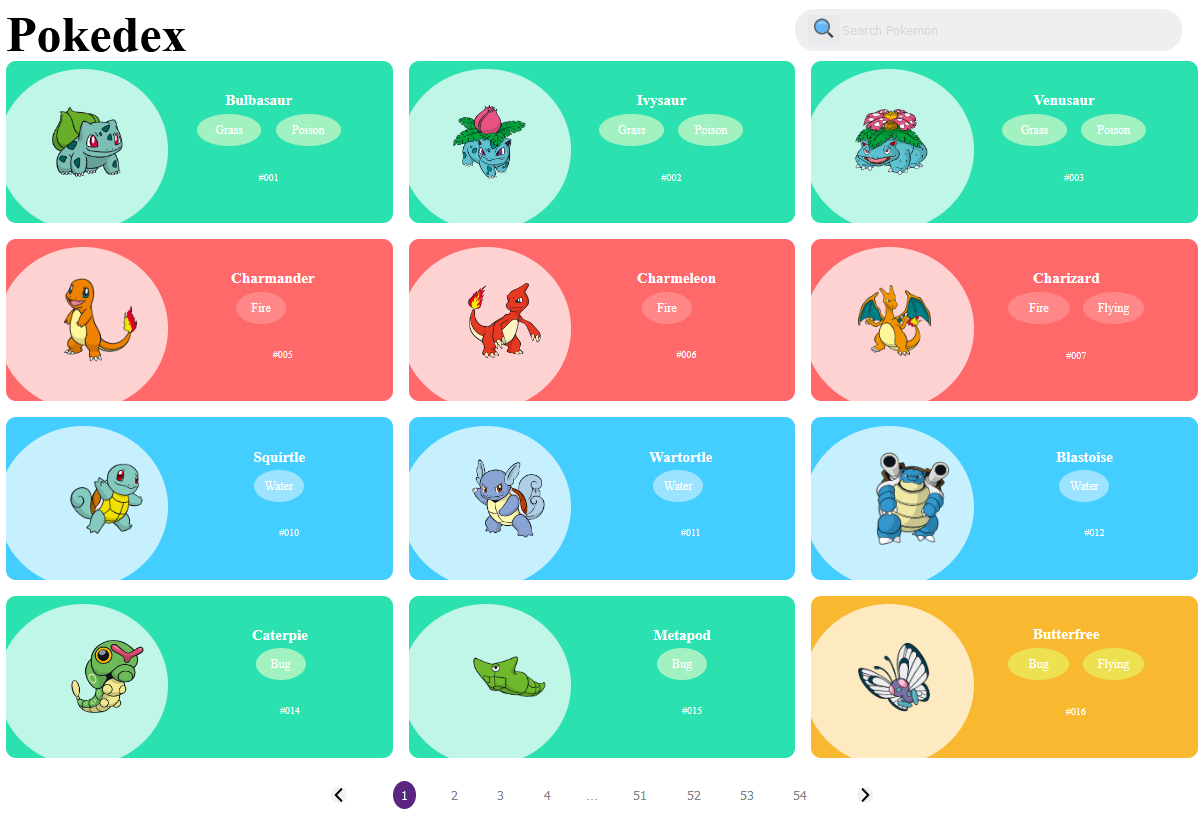 Pokedex
Search Pokemon
Bulbasaur
Grass Poison
#001
Ivysaur
Grass Poison
#002
Venusaur
Grass Poison
#003
Charmander
Fire
#005
Charmeleon
Fire
#006
Charizard
Fire Flying
#007
Squirtle
Water
#010
Wartortle
Water
#011
Blastoise
Water
#012
Caterpie
Bug
#014
Metapod
Bug
#015
Butterfree
Bug Flying
#016
1 2 3 4 ... 51 52 53 54